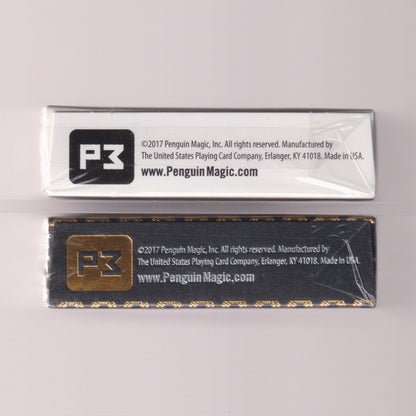 P3
©2017 Penguin Magic, Inc. All rights reserved. Manufactured by
The United States Playing Card Company, Erlanger, KY 41018. Made in USA.
www.PenguinMagic.com
P3
©2017 Penguin Magic, Inc. All rights reserved. Manufactured by
The United States Playing Card Company, Erlanger, KY 41018. Made in USA.
www.PenguinMagic.com